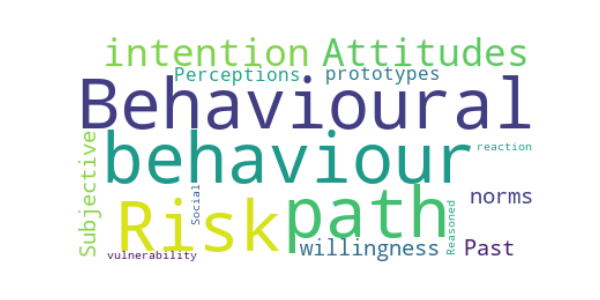 intention Attitudes
Perceptions prototypes
Behavioural
behaviour
reaction
Subjective
Risk
Social
path
norms
willingness
Reasoned
Past
vulnerability